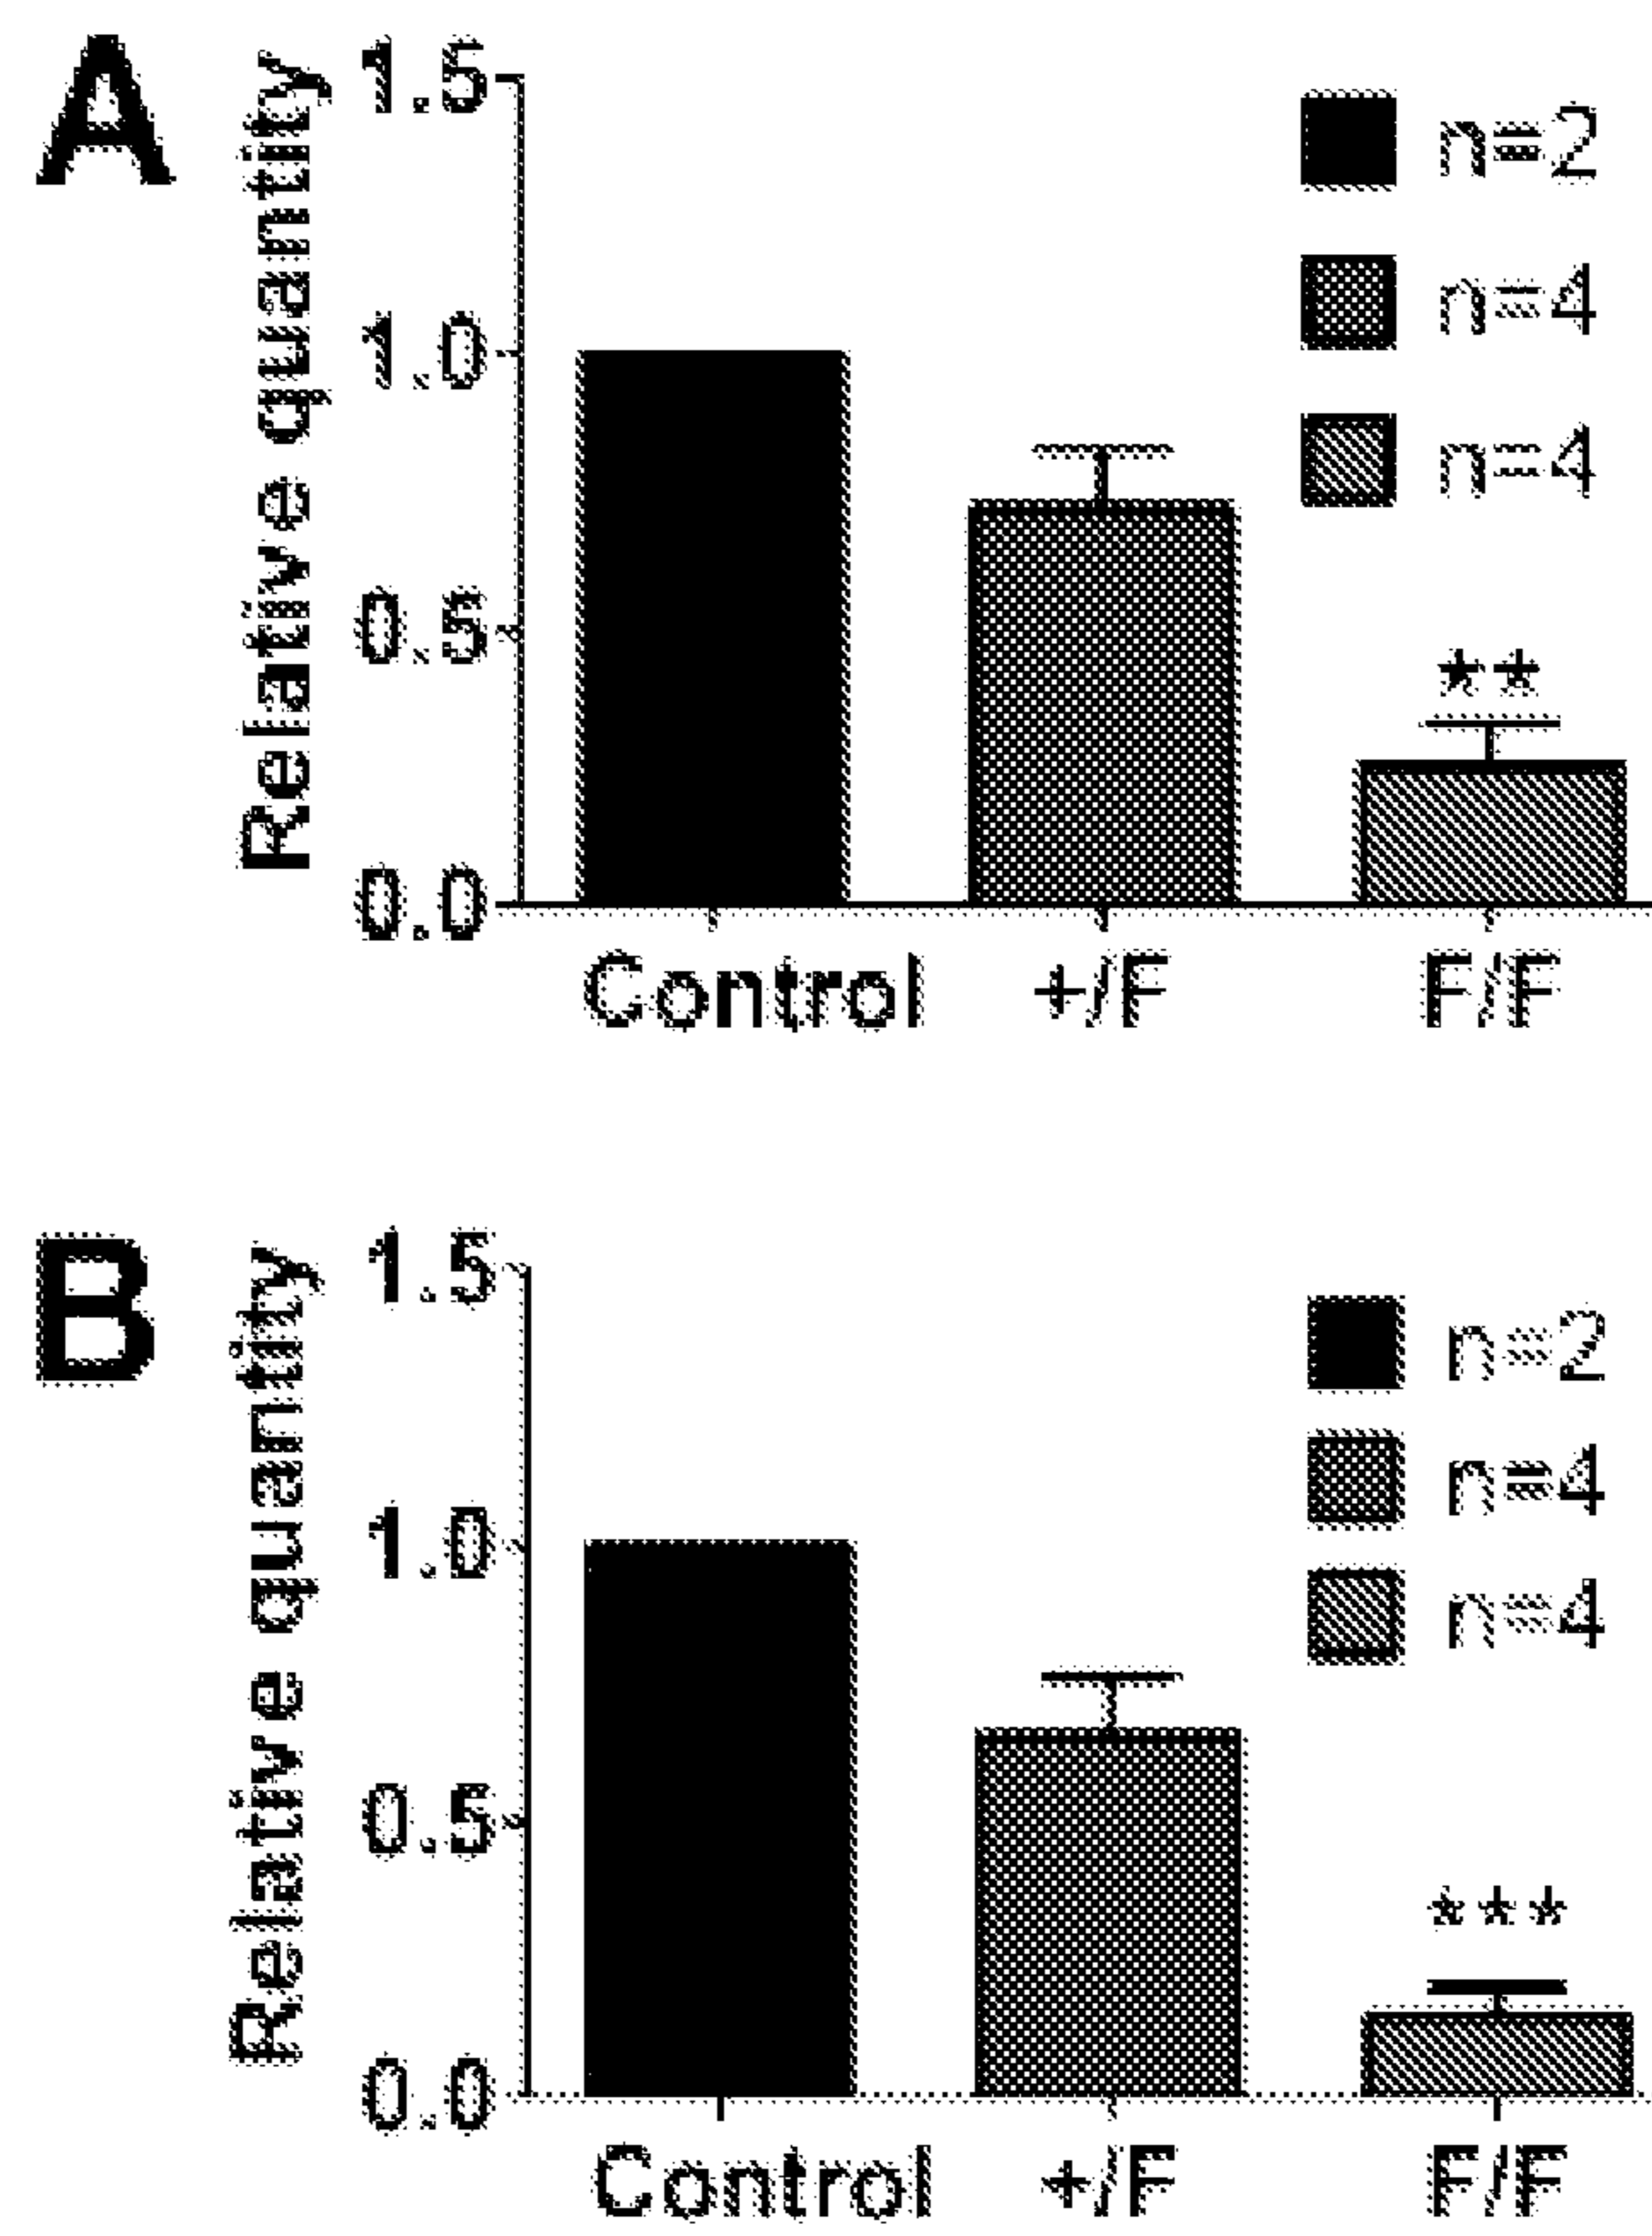 A
Relative quantity
1.5
1.0
0.5
0.0
n=2
n=4
n=4
**
Control +/F F/F
B
Relative quantity
1.5
1.0
0.5
0.0
n=2
n=4
n=4
***
Control +/F F/F